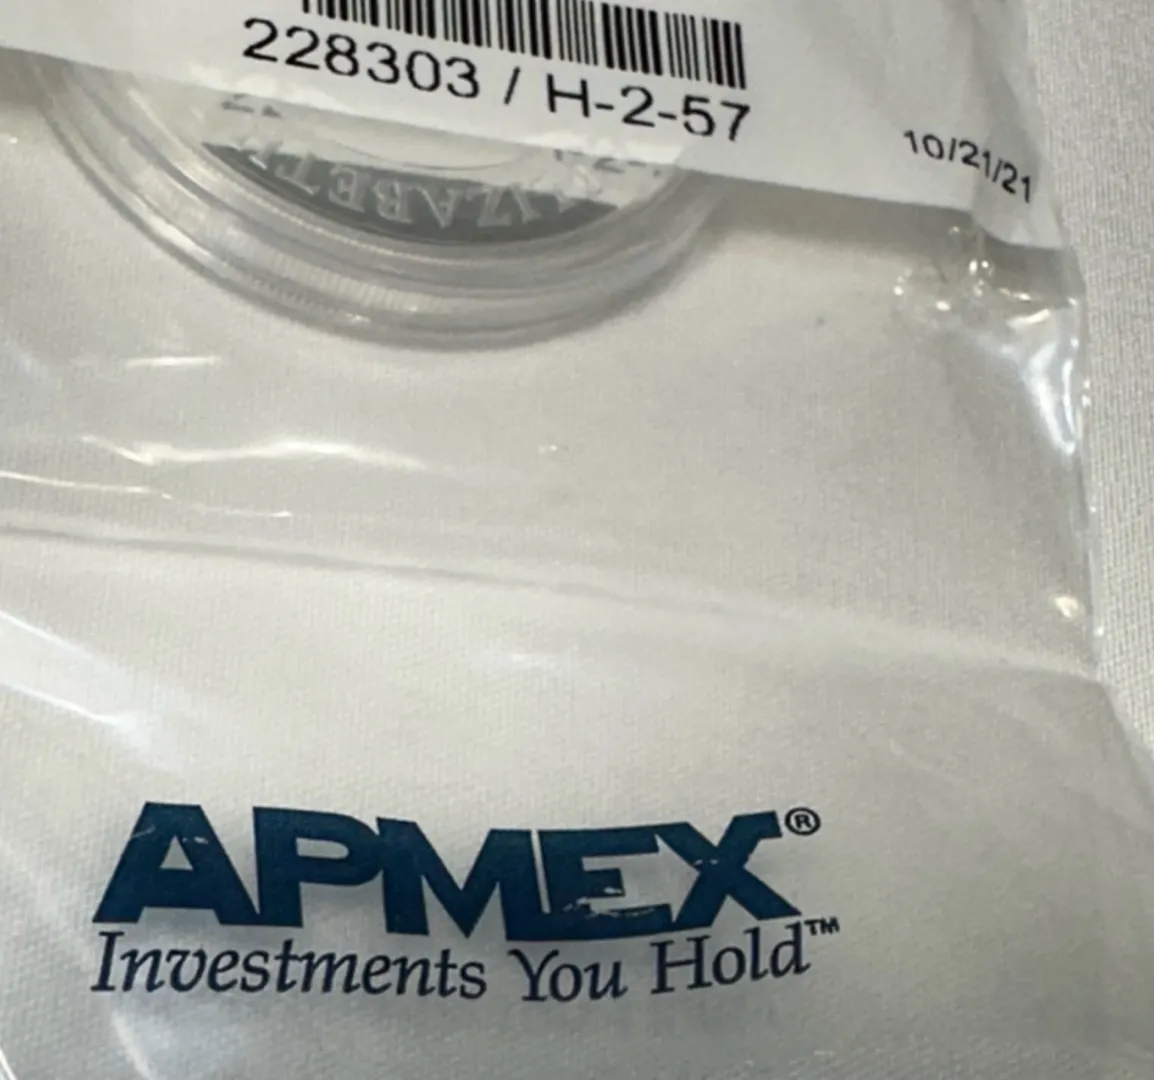 228303 / H-2-57
10/21/21
APMEX®
Investments You Hold™